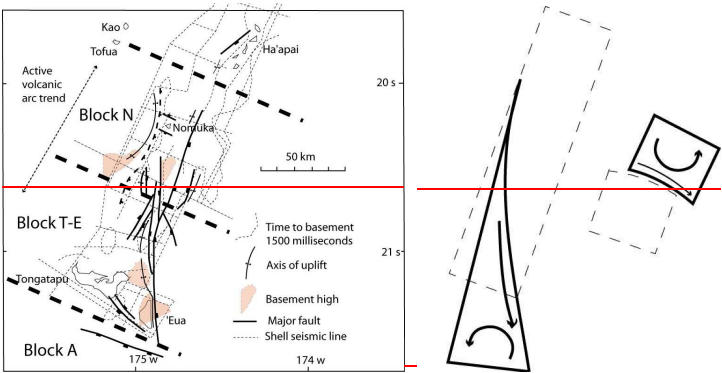 Kao
Tofua
Ha'apai
20 s
Active
volcanic
arc trend
Block N
Nomuka
50 km
Block T-E
Time to basement
1500 milliseconds
21 s
Axis of uplift
Tongatapu
Basement high
'Eua
Major fault
Shell seismic line
Block A
175 w
174 w